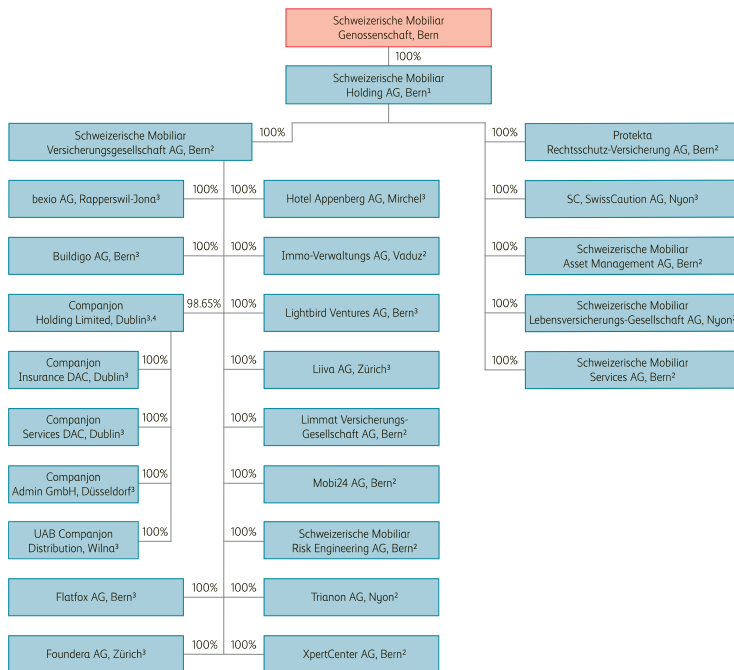 Schweizerische Mobiliar
Genossenschaft, Bern
100%
Schweizerische Mobiliar
Holding AG, Bern¹
100%
Schweizerische Mobiliar
Versicherungsgesellschaft AG, Bern²
100%
Protekta
Rechtsschutz-Versicherung AG, Bern²
bexio AG, Rapperswil-Jona³
100%
100%
Hotel Appenberg AG, Mirchel³
100%
SC, SwissCaution AG, Nyon³
Buildigo AG, Bern³
100%
100%
Immo-Verwaltungs AG, Vaduz²
100%
Schweizerische Mobiliar
Asset Management AG, Bern²
Companjon
Holding Limited, Dublin³,⁴
98.65%
100%
Lightbird Ventures AG, Bern³
100%
Schweizerische Mobiliar
Lebensversicherungs-Gesellschaft AG, Nyon²
Companjon
Insurance DAC, Dublin³
100%
100%
Liiva AG, Zürich³
100%
Schweizerische Mobiliar
Services AG, Bern²
Companjon
Services DAC, Dublin³
100%
100%
Limmat Versicherungs-
Gesellschaft AG, Bern²
Companjon
Admin GmbH, Düsseldorf³
100%
100%
Mobi24 AG, Bern²
UAB Companjon
Distribution, Wilna³
100%
100%
Schweizerische Mobiliar
Risk Engineering AG, Bern²
Flatfox AG, Bern³
100%
100%
Trianon AG, Nyon²
Foundera AG, Zürich³
100%
100%
XpertCenter AG, Bern²